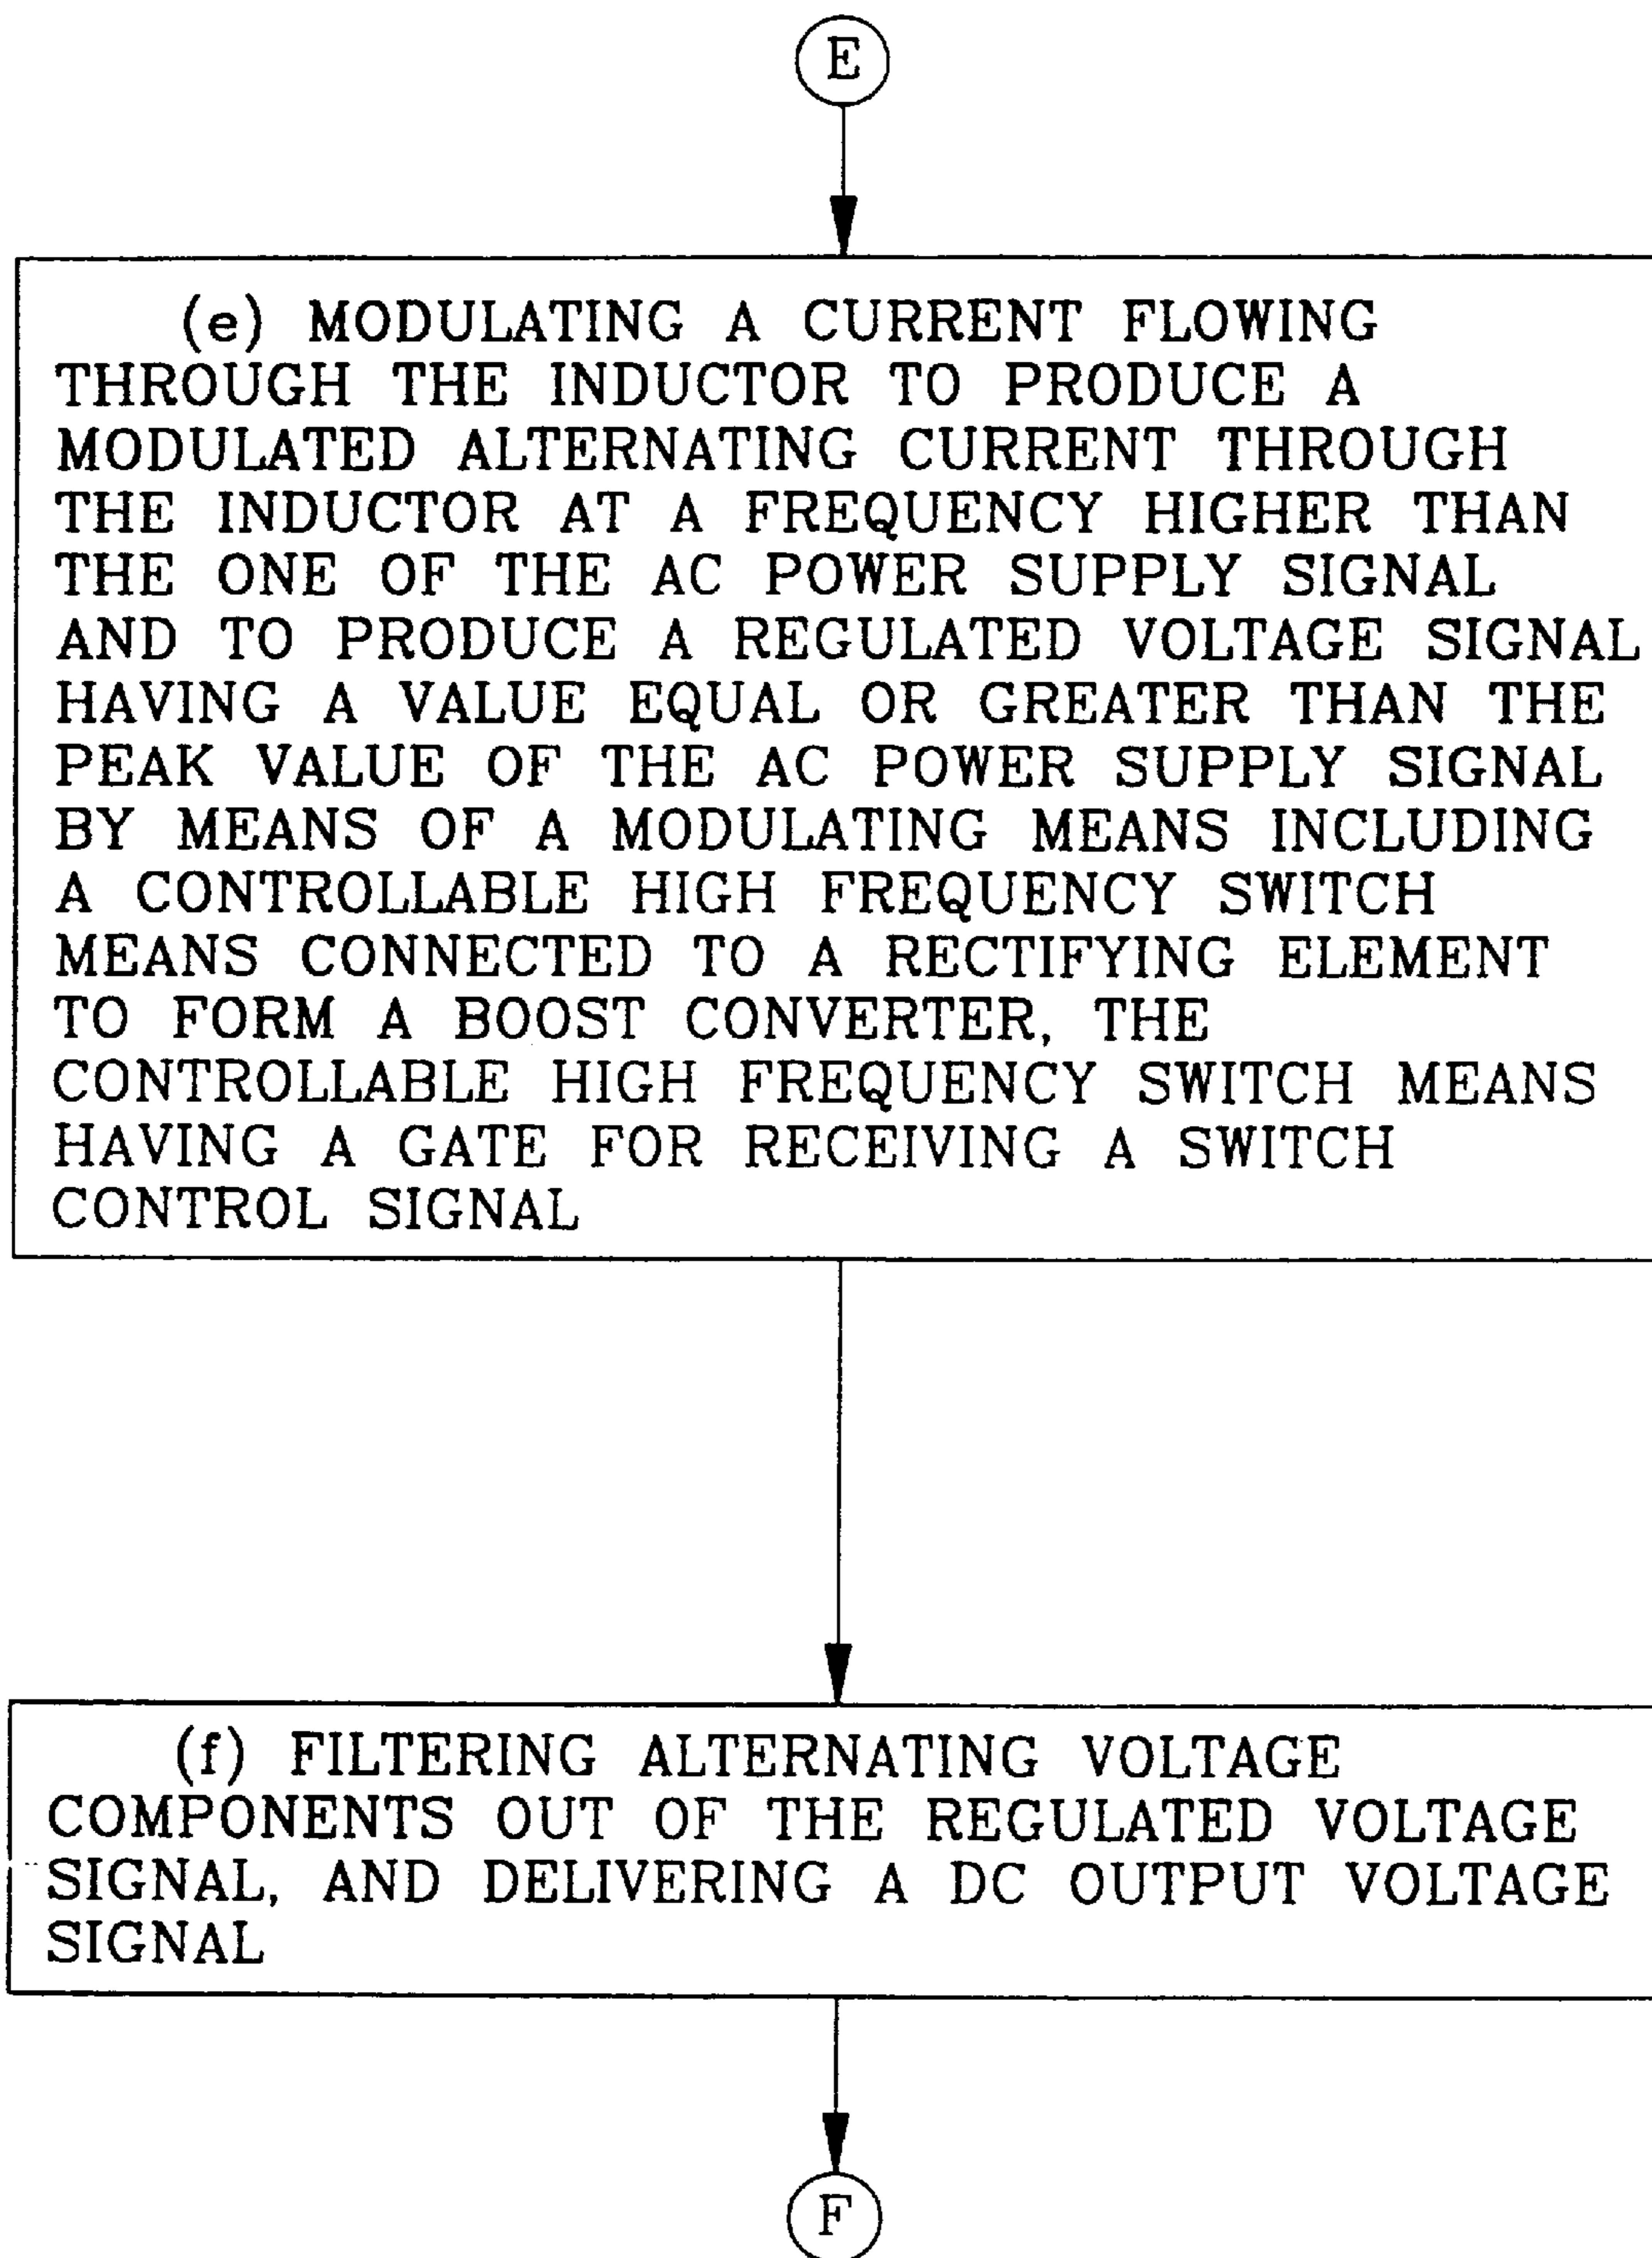 E
(e) MODULATING A CURRENT FLOWING
THROUGH THE INDUCTOR TO PRODUCE A
MODULATED ALTERNATING CURRENT THROUGH
THE INDUCTOR AT A FREQUENCY HIGHER THAN
THE ONE OF THE AC POWER SUPPLY SIGNAL
AND TO PRODUCE A REGULATED VOLTAGE SIGNAL
HAVING A VALUE EQUAL OR GREATER THAN THE
PEAK VALUE OF THE AC POWER SUPPLY SIGNAL
BY MEANS OF A MODULATING MEANS INCLUDING
A CONTROLLABLE HIGH FREQUENCY SWITCH
MEANS CONNECTED TO A RECTIFYING ELEMENT
TO FORM A BOOST CONVERTER, THE
CONTROLLABLE HIGH FREQUENCY SWITCH MEANS
HAVING A GATE FOR RECEIVING A SWITCH
CONTROL SIGNAL
(f) FILTERING ALTERNATING VOLTAGE
COMPONENTS OUT OF THE REGULATED VOLTAGE
SIGNAL, AND DELIVERING A DC OUTPUT VOLTAGE
SIGNAL
F